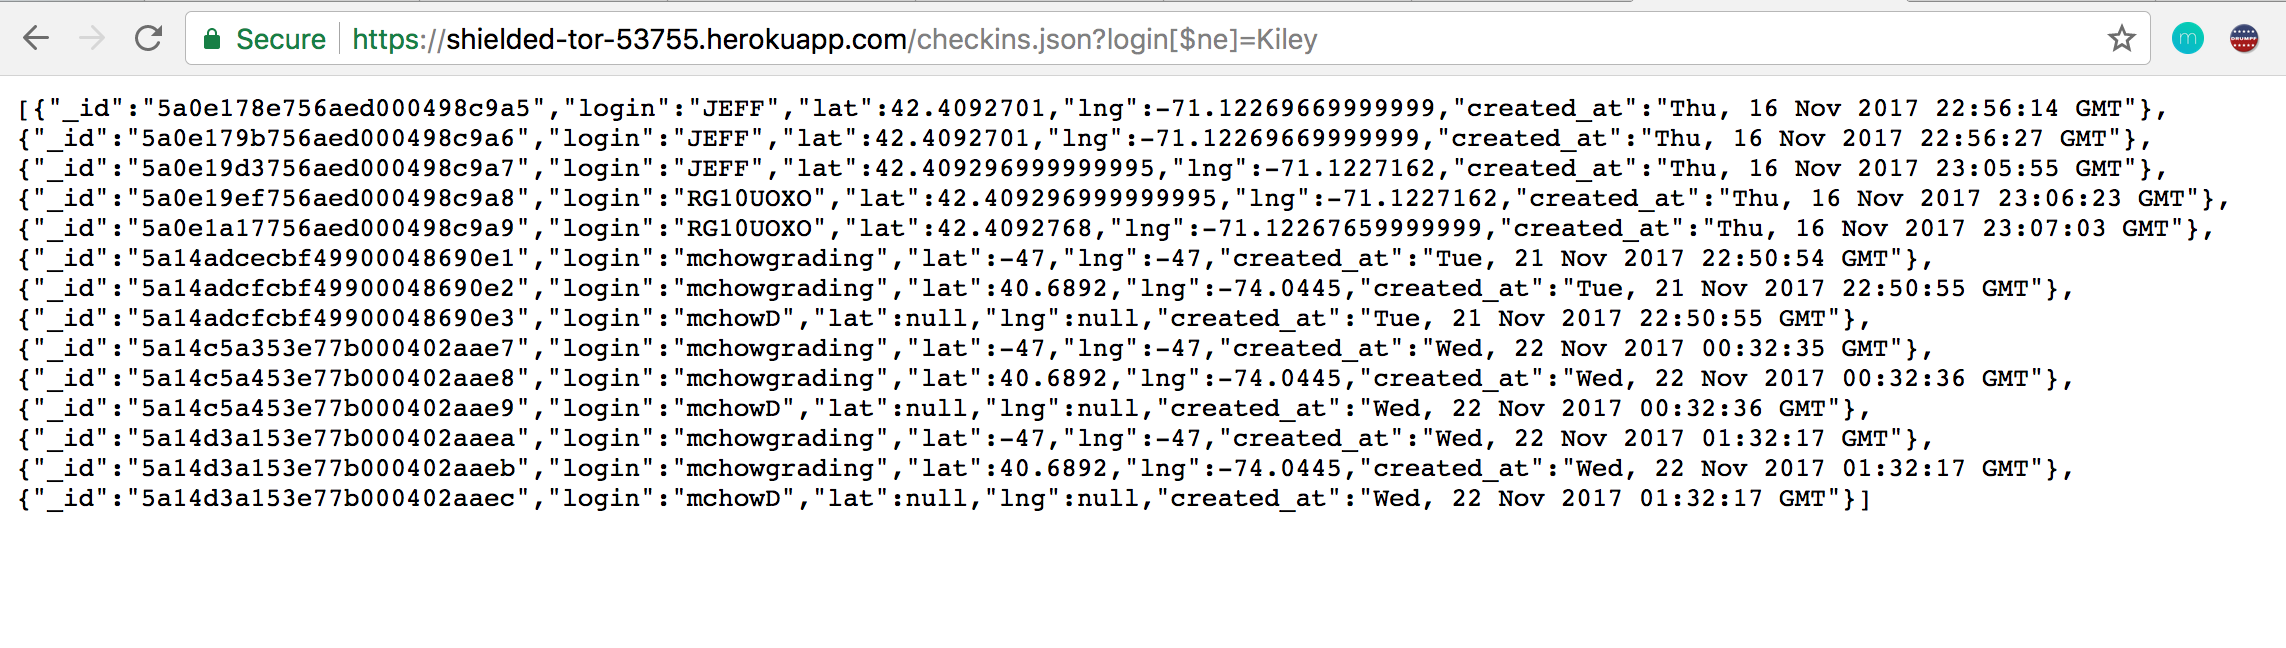 Secure https://shielded-tor-53755.herokuapp.com/checkins.json?login[$ne]=Kiley m DRUMPF
[{"_id":"5a0e178e756aed000498c9a5","login":"JEFF","lat":42.4092701,"lng":-71.12269669999999,"created_at":"Thu, 16 Nov 2017 22:56:14 GMT"},
{"_id":"5a0e179b756aed000498c9a6","login":"JEFF","lat":42.4092701,"lng":-71.12269669999999,"created_at":"Thu, 16 Nov 2017 22:56:27 GMT"},
{"_id":"5a0e19d3756aed000498c9a7","login":"JEFF","lat":42.409296999999995,"lng":-71.1227162,"created_at":"Thu, 16 Nov 2017 23:05:55 GMT"},
{"_id":"5a0e19ef756aed000498c9a8","login":"RG10UOXO","lat":42.409296999999995,"lng":-71.1227162,"created_at":"Thu, 16 Nov 2017 23:06:23 GMT"},
{"_id":"5a0e1a17756aed000498c9a9","login":"RG10UOXO","lat":42.4092768,"lng":-71.12267659999999,"created_at":"Thu, 16 Nov 2017 23:07:03 GMT"},
{"_id":"5a14adcecbf49900048690e1","login":"mchowgrading","lat":-47,"lng":-47,"created_at":"Tue, 21 Nov 2017 22:50:54 GMT"},
{"_id":"5a14adcfcbf49900048690e2","login":"mchowgrading","lat":40.6892,"lng":-74.0445,"created_at":"Tue, 21 Nov 2017 22:50:55 GMT"},
{"_id":"5a14adcfcbf49900048690e3","login":"mchowD","lat":null,"lng":null,"created_at":"Tue, 21 Nov 2017 22:50:55 GMT"},
{"_id":"5a14c5a353e77b000402aae7","login":"mchowgrading","lat":-47,"lng":-47,"created_at":"Wed, 22 Nov 2017 00:32:35 GMT"},
{"_id":"5a14c5a453e77b000402aae8","login":"mchowgrading","lat":40.6892,"lng":-74.0445,"created_at":"Wed, 22 Nov 2017 00:32:36 GMT"},
{"_id":"5a14c5a453e77b000402aae9","login":"mchowD","lat":null,"lng":null,"created_at":"Wed, 22 Nov 2017 00:32:36 GMT"},
{"_id":"5a14d3a153e77b000402aaea","login":"mchowgrading","lat":-47,"lng":-47,"created_at":"Wed, 22 Nov 2017 01:32:17 GMT"},
{"_id":"5a14d3a153e77b000402aaeb","login":"mchowgrading","lat":40.6892,"lng":-74.0445,"created_at":"Wed, 22 Nov 2017 01:32:17 GMT"},
{"_id":"5a14d3a153e77b000402aaec","login":"mchowD","lat":null,"lng":null,"created_at":"Wed, 22 Nov 2017 01:32:17 GMT"}]